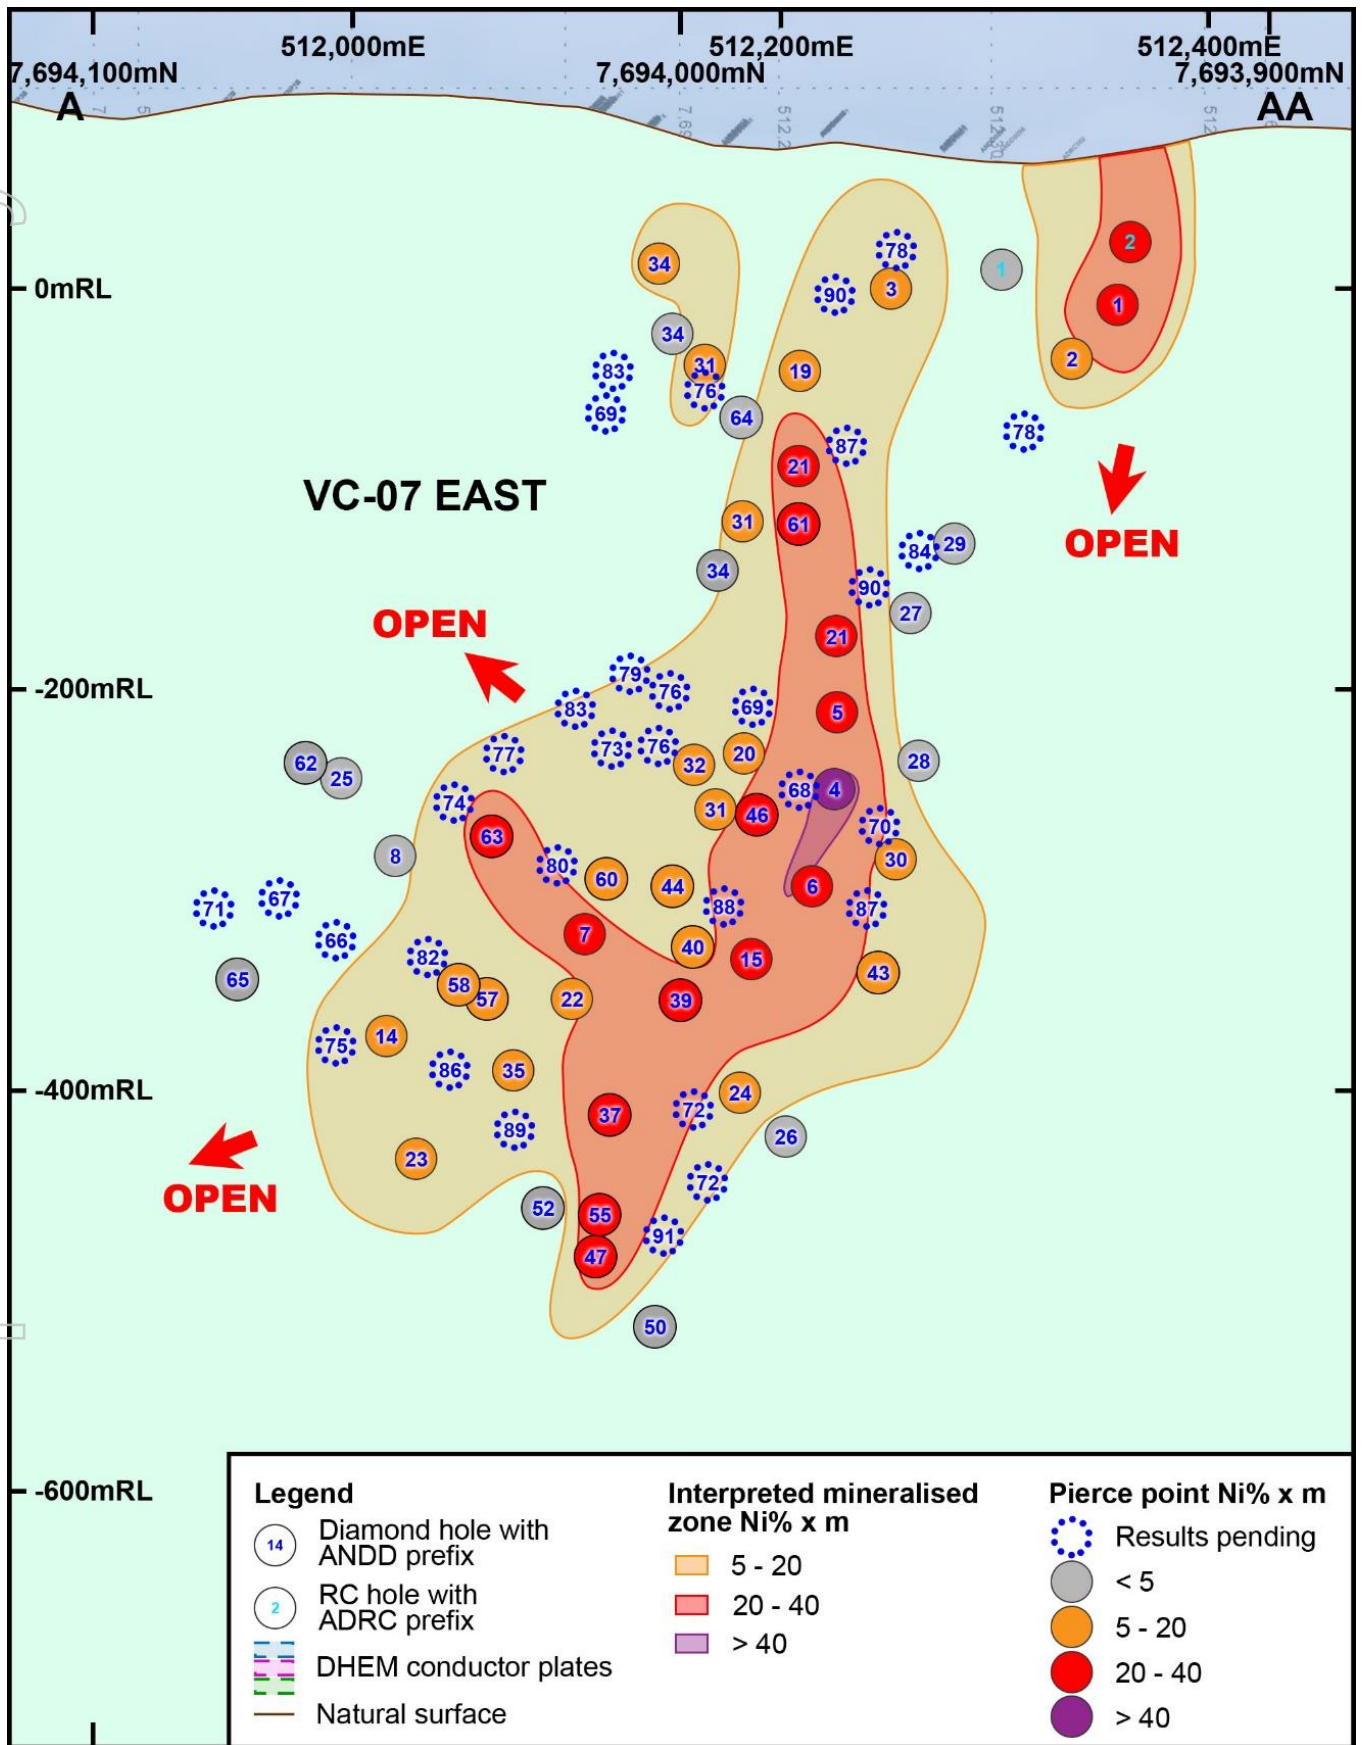 512,000mE
512,200mE
512,400mE
7,694,100mN
7,694,000mN
7,693,900mN
A
AA
34
78
2
1
0mRL
90
3
1
34
31
2
83
19
76
69
64
78
87
21
VC-07 EAST
31
61
OPEN
84
29
34
90
27
OPEN
21
79
-200mRL
76
83
69
5
77
73
76
20
32
62
25
28
68
4
74
31
46
70
63
8
80
30
60
44
6
71
67
88
87
7
66
40
82
15
65
43
58
57
22
39
14
75
86
35
-400mRL
24
72
37
89
26
OPEN
23
72
52
55
91
47
50
-600mRL
Legend
14
Diamond hole with
ANDD prefix
2
RC hole with
ADRC prefix
DHEM conductor plates
Natural surface
Interpreted mineralised
zone Ni% x m
5 - 20
20 - 40
> 40
Pierce point Ni% x m
Results pending
< 5
5 - 20
20 - 40
> 40